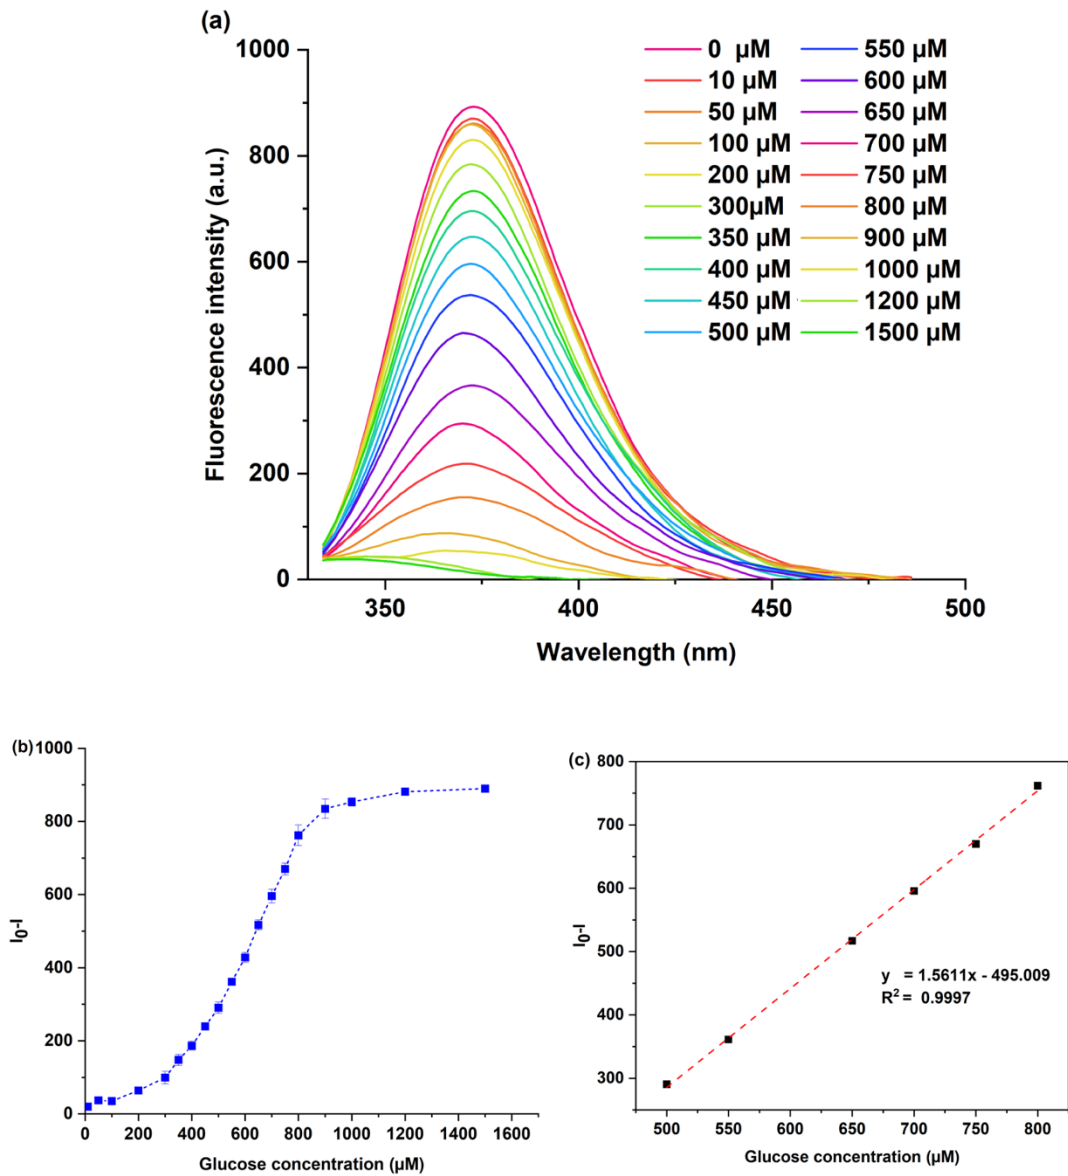 (a)
1000
800
600
400
200
0
Fluorescence intensity (a.u.)
350
400
450
500
Wavelength (nm)
0 µM
10 µM
50 µM
100 µM
200 µM
300µM
350 µM
400 µM
450 µM
500 µM
550 µM
600 µM
650 µM
700 µM
750 µM
800 µM
900 µM
1000 µM
1200 µM
1500 µM
(b)
1000
800
600
400
200
0
I0-I
0
200
400
600
800
1000
1200
1400
1600
Glucose concentration (µM)
(c)
800
700
600
500
400
300
I0-I
y = 1.5611x - 495.009
R2 = 0.9997
500
550
600
650
700
750
800
Glucose concentration (µM)